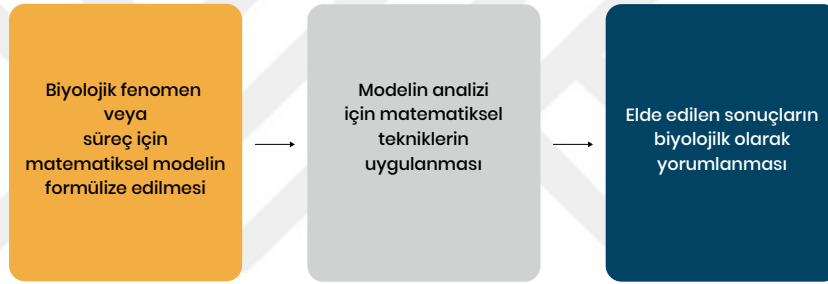 Biyolojik fenomen
veya
süreç için
matematiksel modelin
formülize edilmesi
Modelin analizi
için matematiksel
tekniklerin
uygulanması
Elde edilen sonuçların
biyolojilk olarak
yorumlanması